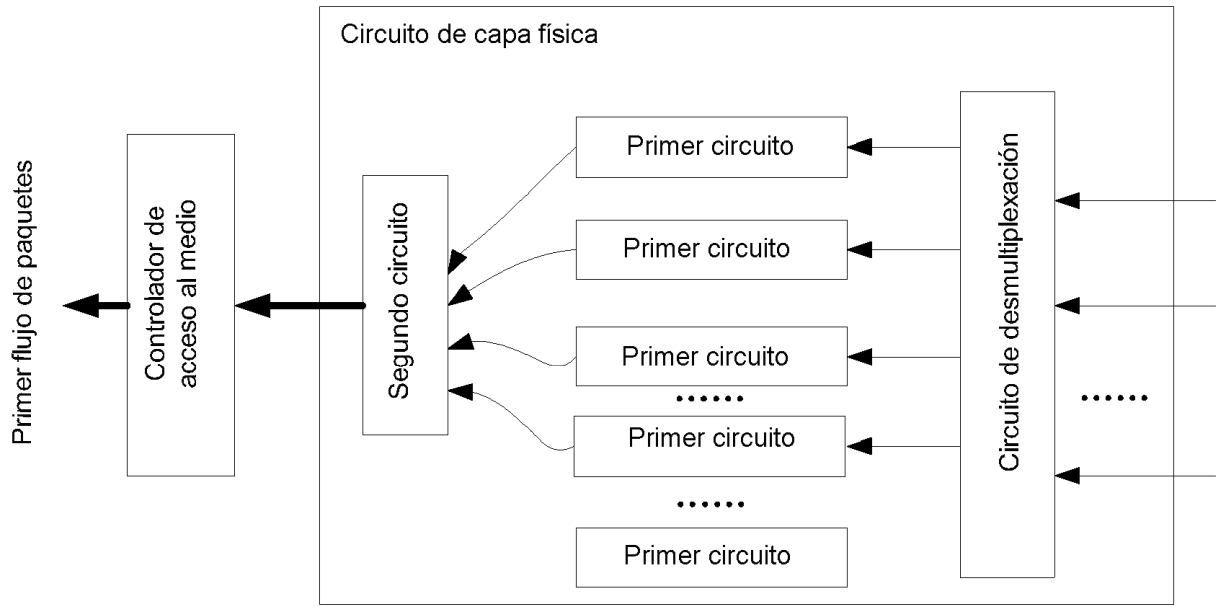 Circuito de capa física
Primer flujo de paquetes
Controlador de
acceso al medio
Segundo circuito
Primer circuito
Primer circuito
Primer circuito
......
Primer circuito
......
Primer circuito
Circuito de desmultiplexación
......